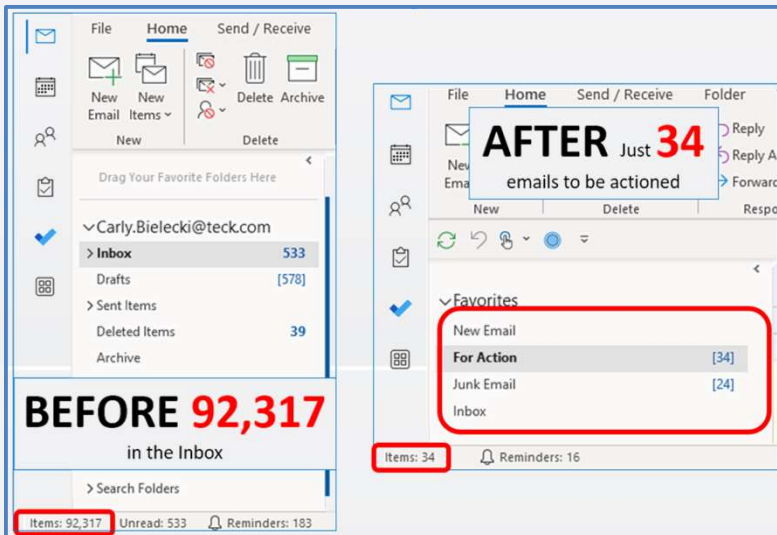 File Home Send / Receive
New Email
New Items
Delete
Archive
New
Delete
Drag Your Favorite Folders Here
Carly.Bielecki@teck.com
Inbox 533
Drafts [578]
Sent Items
Deleted Items 39
Archive
BEFORE 92,317
in the Inbox
Search Folders
Items: 92,317 Unread: 533 Reminders: 183
File Home Send / Receive Folder
AFTER Just 34
emails to be actioned
Reply
Reply A
Forward
New
Delete
Respo
Favorites
New Email
For Action [34]
Junk Email [24]
Inbox
Items: 34 Reminders: 16